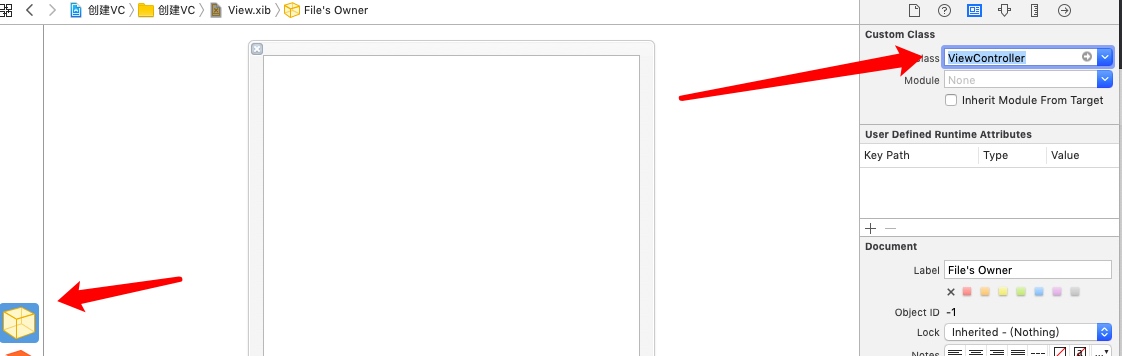 创建VC 创建VC View.xib File's Owner
Custom Class
Class ViewController
Module None
Inherit Module From Target
User Defined Runtime Attributes
Key Path Type Value
Document
Label File's Owner
Object ID -1
Lock Inherited - (Nothing)
Notes